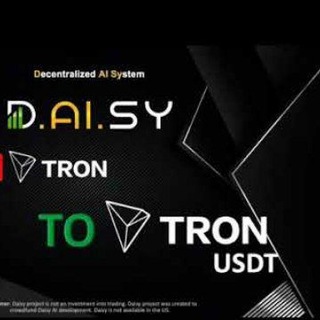 Decentralized AI System
D.AI.SY
TRON
TO TRON
USDT
Daisy project is not an investment into trading. Daisy project was created to
crowdfund Daisy AI development. Daisy is not available in the US.